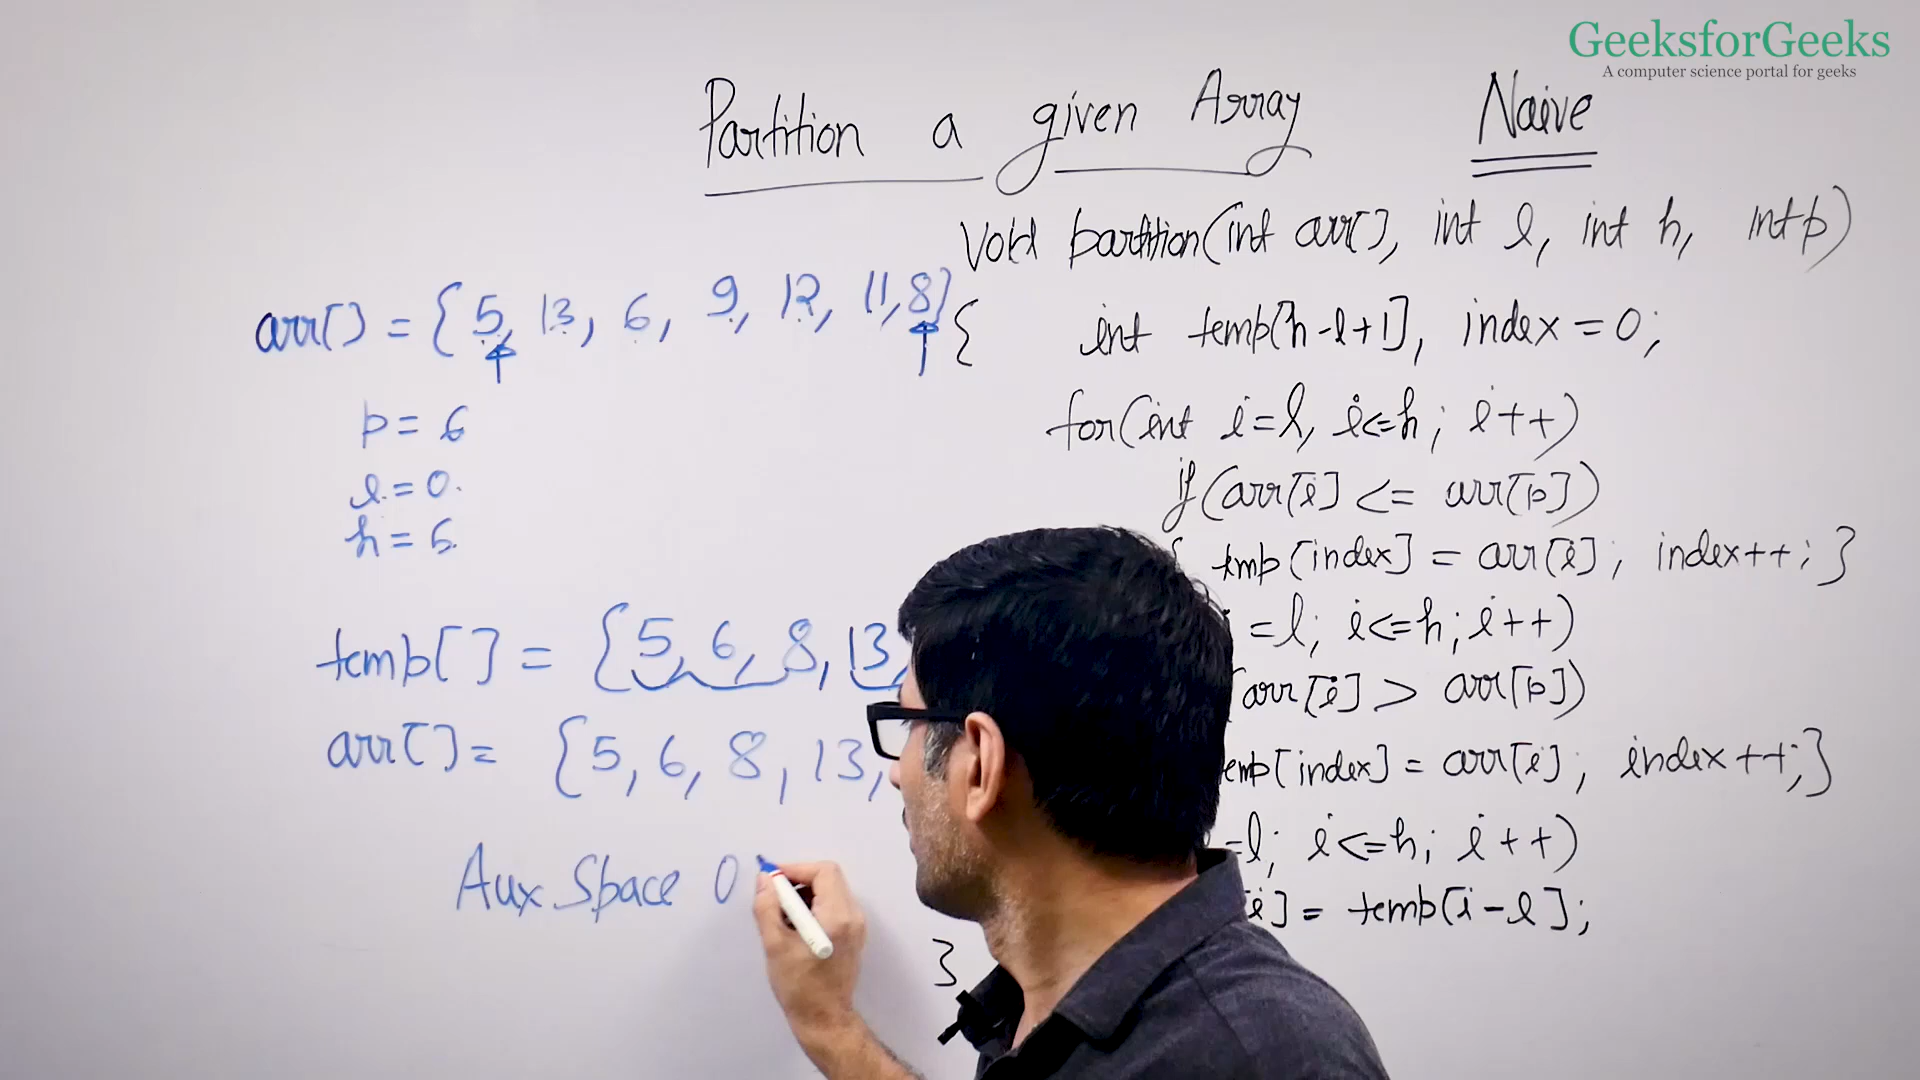 GeeksforGeeks
A computer science portal for geeks
Partition a given Array
Naive
void partition(int arr[], int l, int h, int p)
{
int temp[h-l+1], index=0;
for(int i=l, i<=h; i++)
if(arr[i] <= arr[p])
{ temp[index] = arr[i]; index++; }
=l; i<=h; i++)
(arr[i] > arr[p])
temp[index] = arr[i]; index++;}
=l; i<=h; i++)
[i] = temp[i-l];
}
arr[] = {5, 13, 6, 9, 12, 11, 8}
p = 6
l = 0
h = 6
temp[] = {5, 6, 8, 13,
arr[] = {5, 6, 8, 13,
Aux Space O